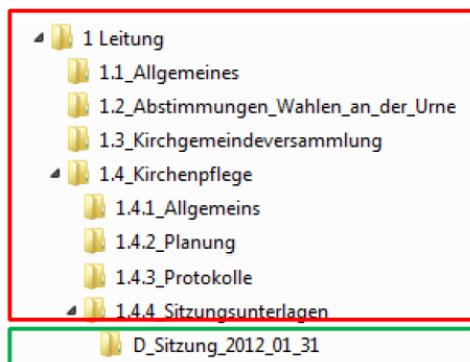 1 Leitung
1.1_Allgemeines
1.2_Abstimmungen_Wahlen_an_der_Urne
1.3_Kirchgemeindeversammlung
1.4_Kirchenpflege
1.4.1_Allgemeins
1.4.2_Planung
1.4.3_Protokolle
1.4.4_Sitzungsunterlagen
D_Sitzung_2012_01_31